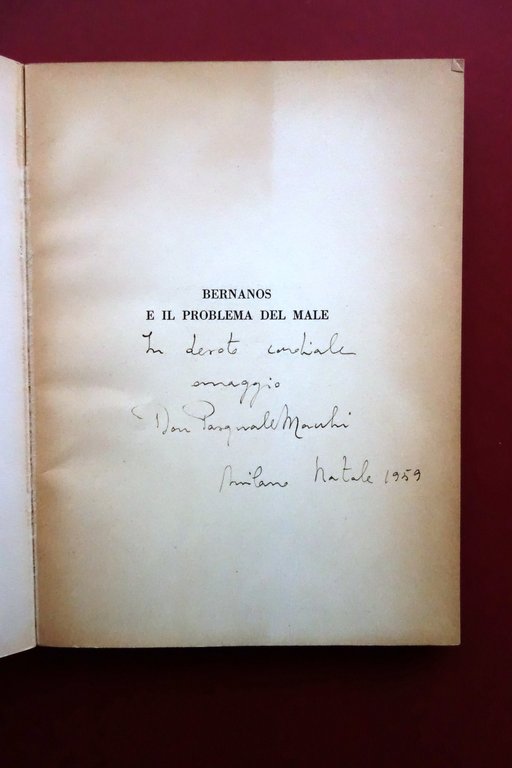 BERNANOS
E IL PROBLEMA DEL MALE
In devoto cordiale
omaggio
Don Pasquale Macchi
Milano Natale 1959